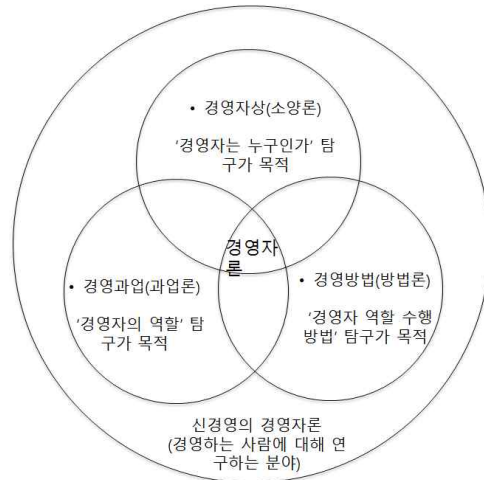 • 경영자상(소양론)
‘경영자는 누구인가’ 탐
구가 목적
경영자
론
• 경영과업(과업론)
‘경영자의 역할’ 탐
구가 목적
• 경영방법(방법론)
‘경영자 역할 수행
방법’ 탐구가 목적
신경영의 경영자론
(경영하는 사람에 대해 연
구하는 분야)